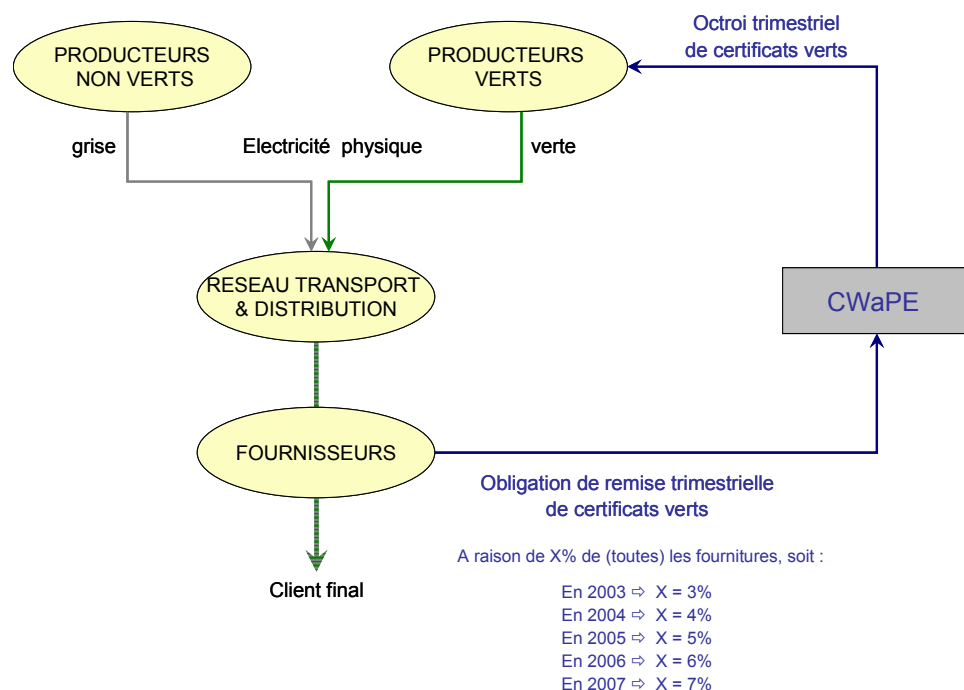 PRODUCTEURS
NON VERTS
PRODUCTEURS
VERTS
Octroi trimestriel
de certificats verts
grise
Electricité physique
verte
RESEAU TRANSPORT
& DISTRIBUTION
CWaPE
FOURNISSEURS
Obligation de remise trimestrielle
de certificats verts
A raison de X% de (toutes) les fournitures, soit :
Client final
En 2003 ⇨ X = 3%
En 2004 ⇨ X = 4%
En 2005 ⇨ X = 5%
En 2006 ⇨ X = 6%
En 2007 ⇨ X = 7%